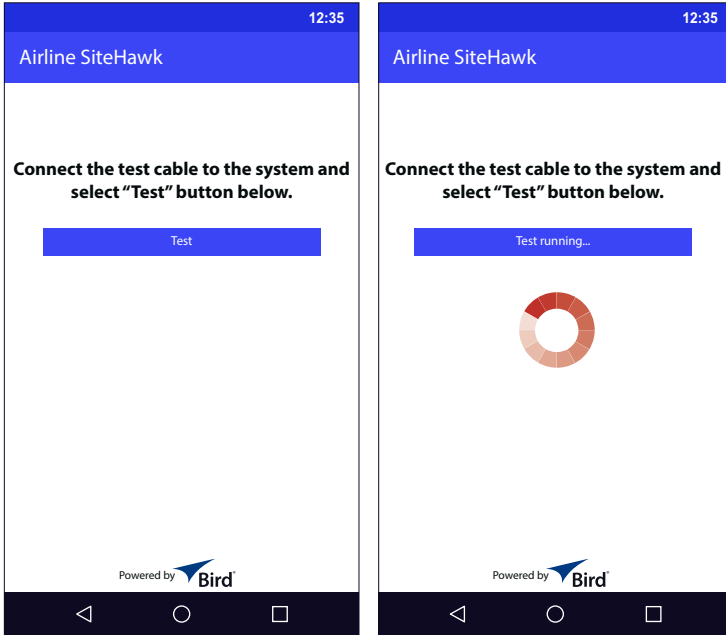 12:35
Airline SiteHawk
Connect the test cable to the system and
select “Test” button below.
Test
Powered by Bird
12:35
Airline SiteHawk
Connect the test cable to the system and
select “Test” button below.
Test running...
Powered by Bird